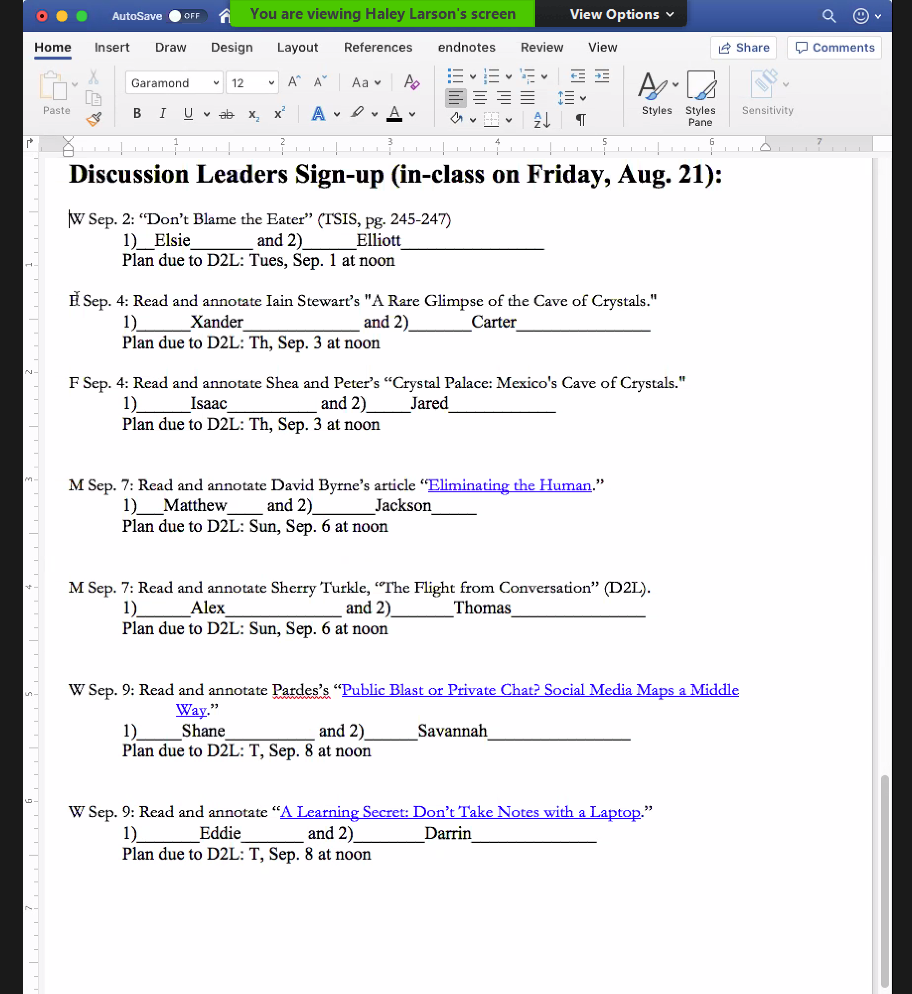 AutoSave OFF
You are viewing Haley Larson's screen View Options
Home Insert Draw Design Layout References endnotes Review View Share Comments
Garamond 12 A^ A˅ Aa A
Paste B I U ab x₂ x² A A Styles Styles Pane Sensitivity
1 2 3 4 5 6 7
Discussion Leaders Sign-up (in-class on Friday, Aug. 21):
W Sep. 2: “Don’t Blame the Eater” (TSIS, pg. 245-247)
1)__Elsie_______ and 2)______Elliott________________
Plan due to D2L: Tues, Sep. 1 at noon
F Sep. 4: Read and annotate Iain Stewart’s "A Rare Glimpse of the Cave of Crystals."
1)______Xander_____________ and 2)_______Carter_______________
Plan due to D2L: Th, Sep. 3 at noon
F Sep. 4: Read and annotate Shea and Peter’s “Crystal Palace: Mexico's Cave of Crystals."
1)______Isaac__________ and 2)_____Jared____________
Plan due to D2L: Th, Sep. 3 at noon
M Sep. 7: Read and annotate David Byrne’s article “Eliminating the Human.”
1)___Matthew____ and 2)_______Jackson_____
Plan due to D2L: Sun, Sep. 6 at noon
M Sep. 7: Read and annotate Sherry Turkle, “The Flight from Conversation” (D2L).
1)______Alex_____________ and 2)_______Thomas_______________
Plan due to D2L: Sun, Sep. 6 at noon
W Sep. 9: Read and annotate Pardes’s “Public Blast or Private Chat? Social Media Maps a Middle
Way.”
1)_____Shane__________ and 2)______Savannah________________
Plan due to D2L: T, Sep. 8 at noon
W Sep. 9: Read and annotate “A Learning Secret: Don’t Take Notes with a Laptop.”
1)_______Eddie_______ and 2)________Darrin______________
Plan due to D2L: T, Sep. 8 at noon